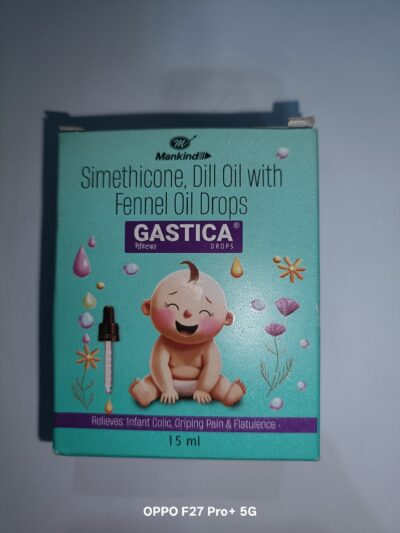 Mankind
Simethicone, Dill Oil with
Fennel Oil Drops
GASTICA®
गैस्टिका DROPS
Relieves: Infant Colic, Griping Pain & Flatulence
15 ml
OPPO F27 Pro+ 5G